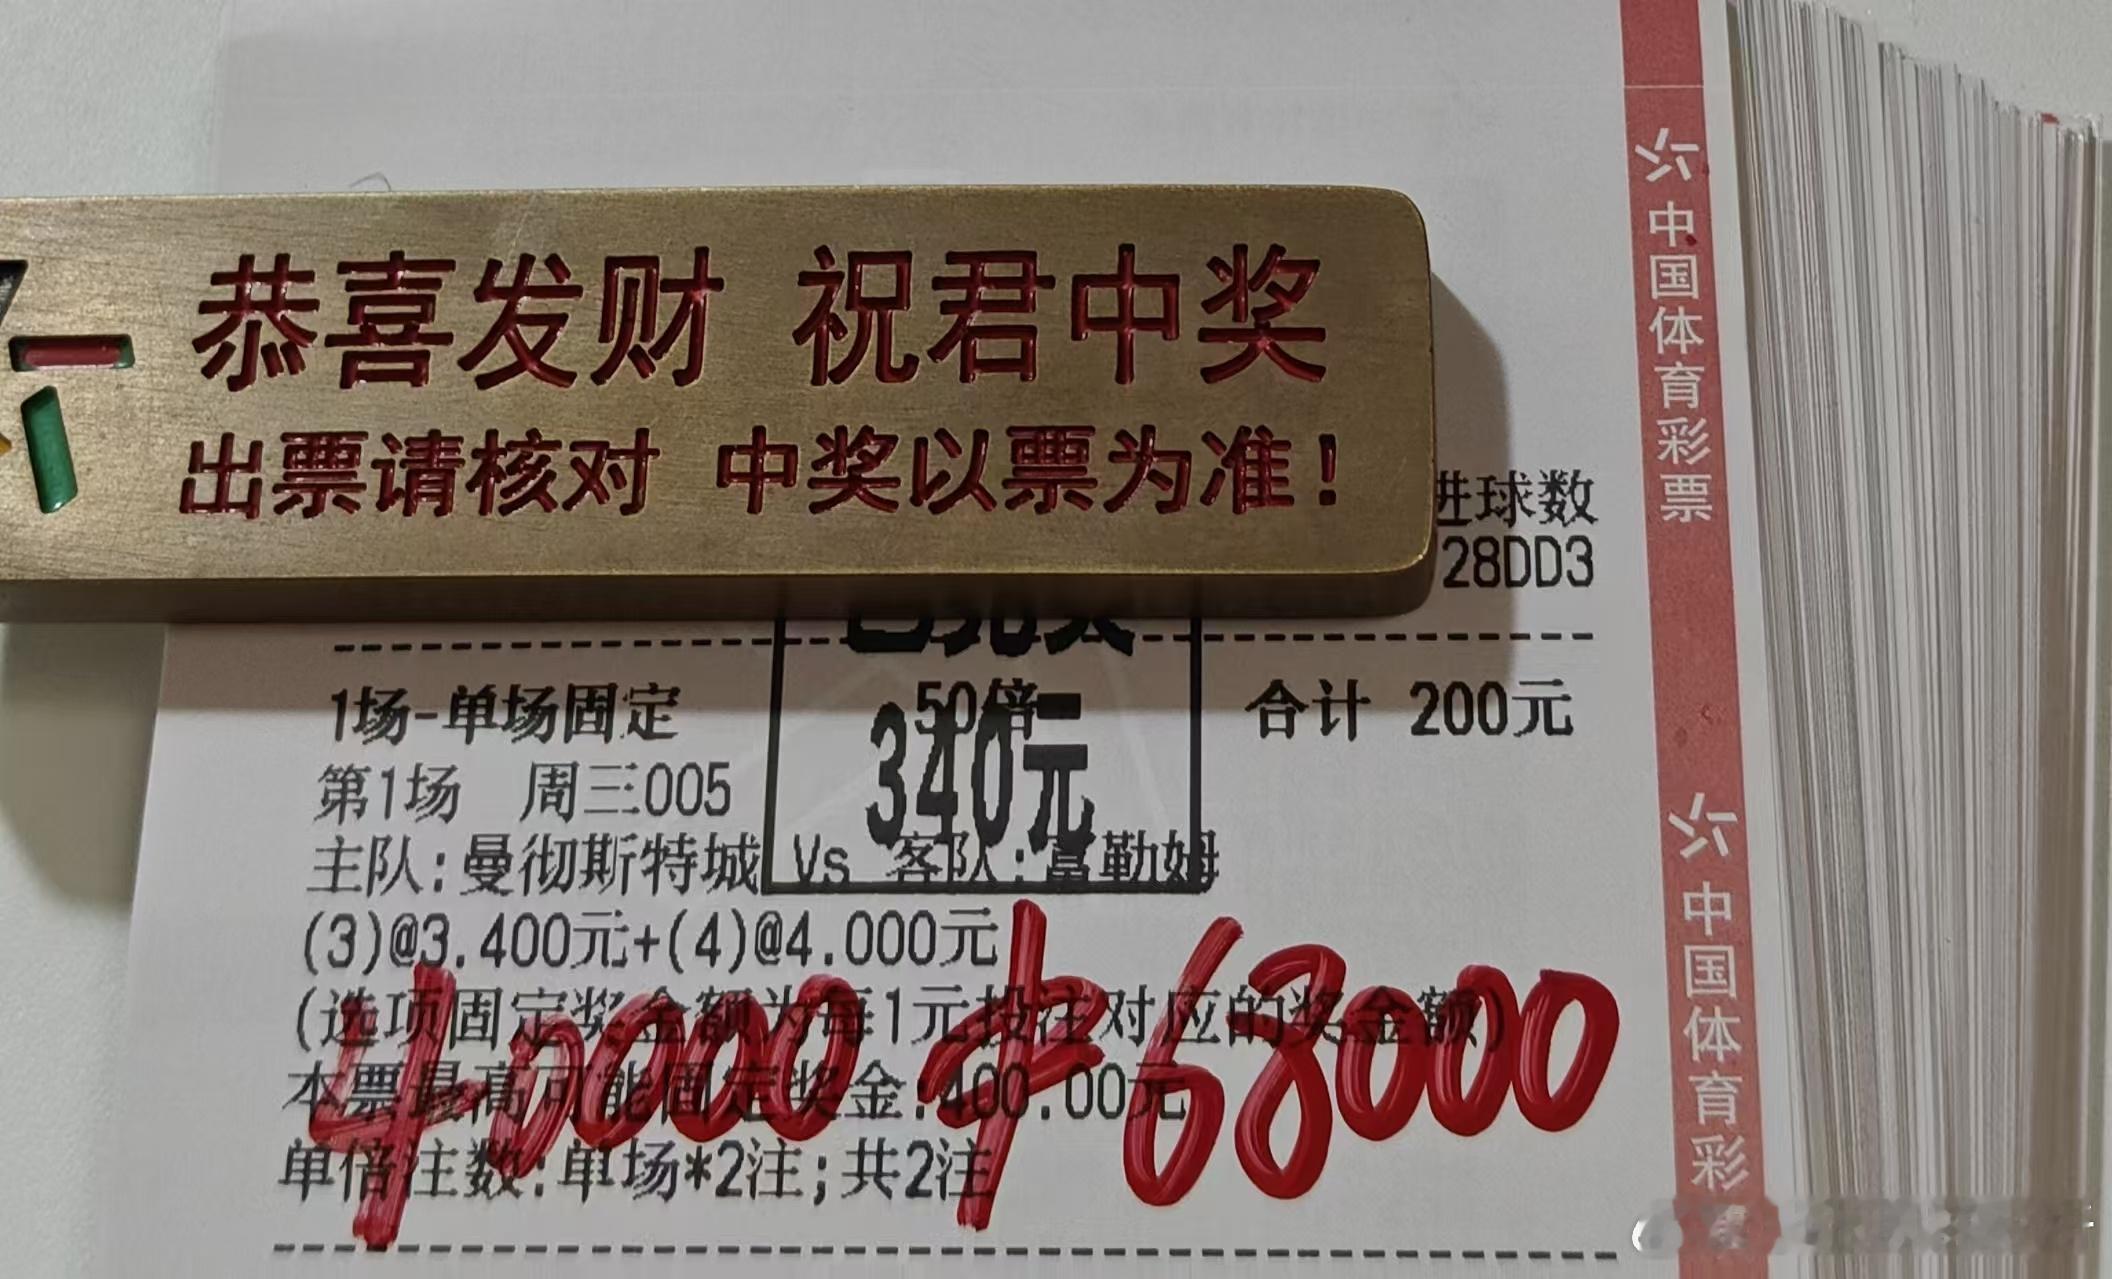 恭喜发财 祝君中奖
出票请核对 中奖以票为准!
进球数
28DD3
已兑奖
340元
1场-单场固定 50倍 合计 200元
第1场 周三005
主队:曼彻斯特城 Vs 客队:富勒姆
(3)@3.400元+(4)@4.000元
(选项固定奖金额为每1元投注对应的奖金额)
本票最高可能固定奖金:400.00元
单倍注数:单场*2注;共2注
40000 中 68000
中国体育彩票
中国体育彩